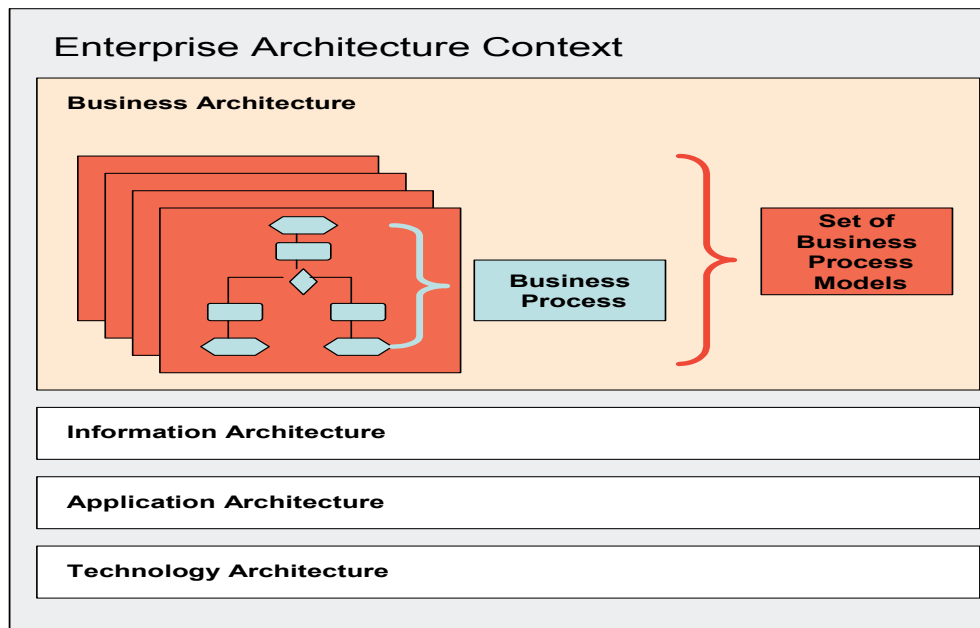 Enterprise Architecture Context
Business Architecture
Business
Process
Set of
Business
Process
Models
Information Architecture
Application Architecture
Technology Architecture